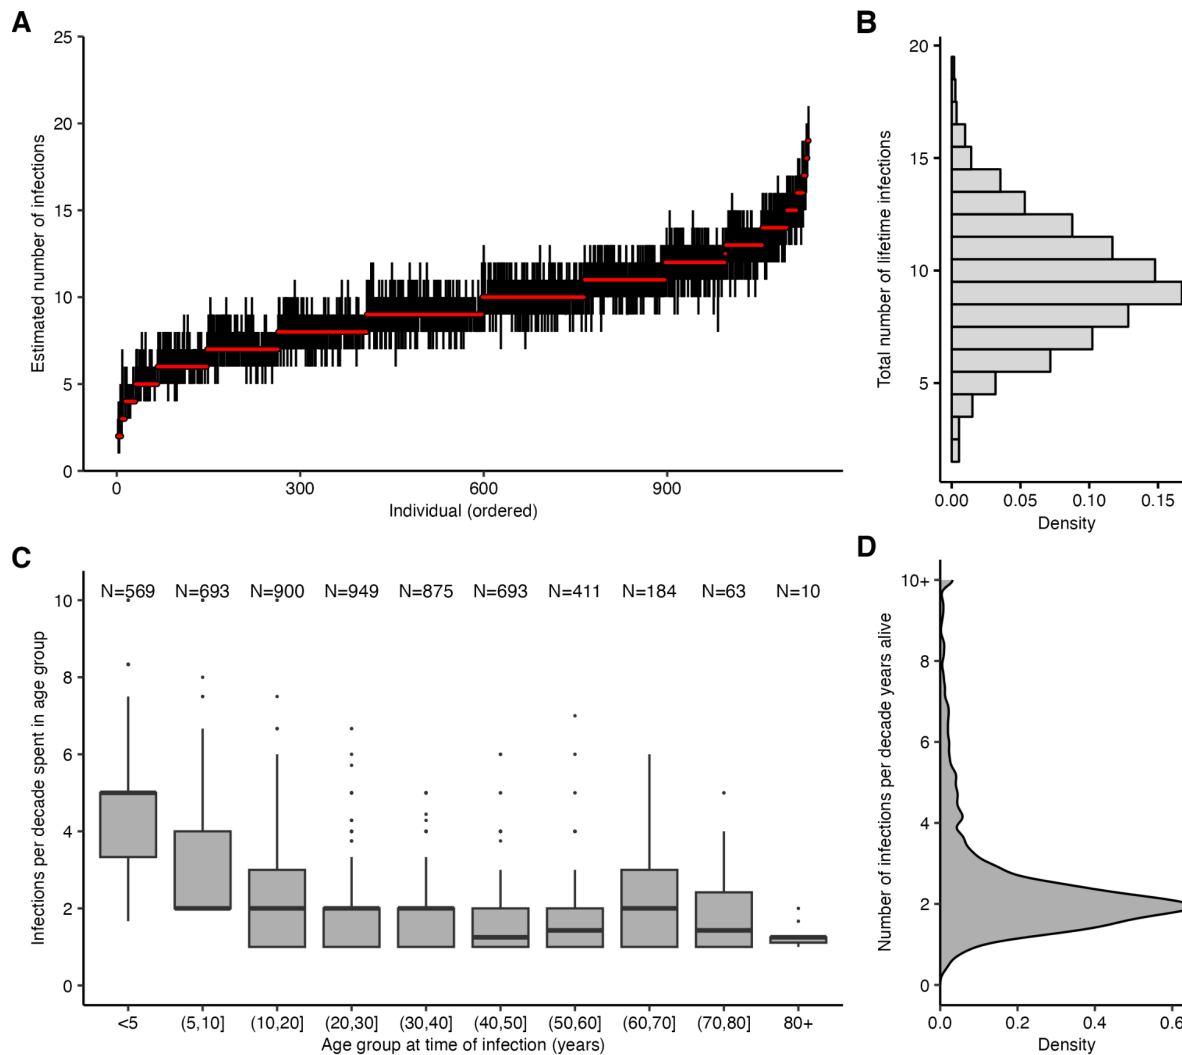 A
25
20
15
10
5
0
Estimated number of infections
0 300 600 900
Individual (ordered)
B
20
15
10
5
Total number of lifetime infections
0.00 0.05 0.10 0.15
Density
C
N=569 N=693 N=900 N=949 N=875 N=693 N=411 N=184 N=63 N=10
10
8
6
4
2
0
Infections per decade spent in age group
<5 (5,10] (10,20] (20,30] (30,40] (40,50] (50,60] (60,70] (70,80] 80+
Age group at time of infection (years)
D
10+
8
6
4
2
0
Number of infections per decade years alive
0.0 0.2 0.4 0.6
Density